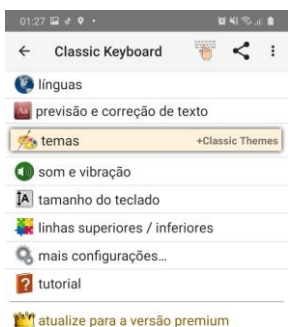 01:27
Classic Keyboard
línguas
previsão e correção de texto
temas +Classic Themes
som e vibração
tamanho do teclado
linhas superiores / inferiores
mais configurações...
tutorial
atualize para a versão premium